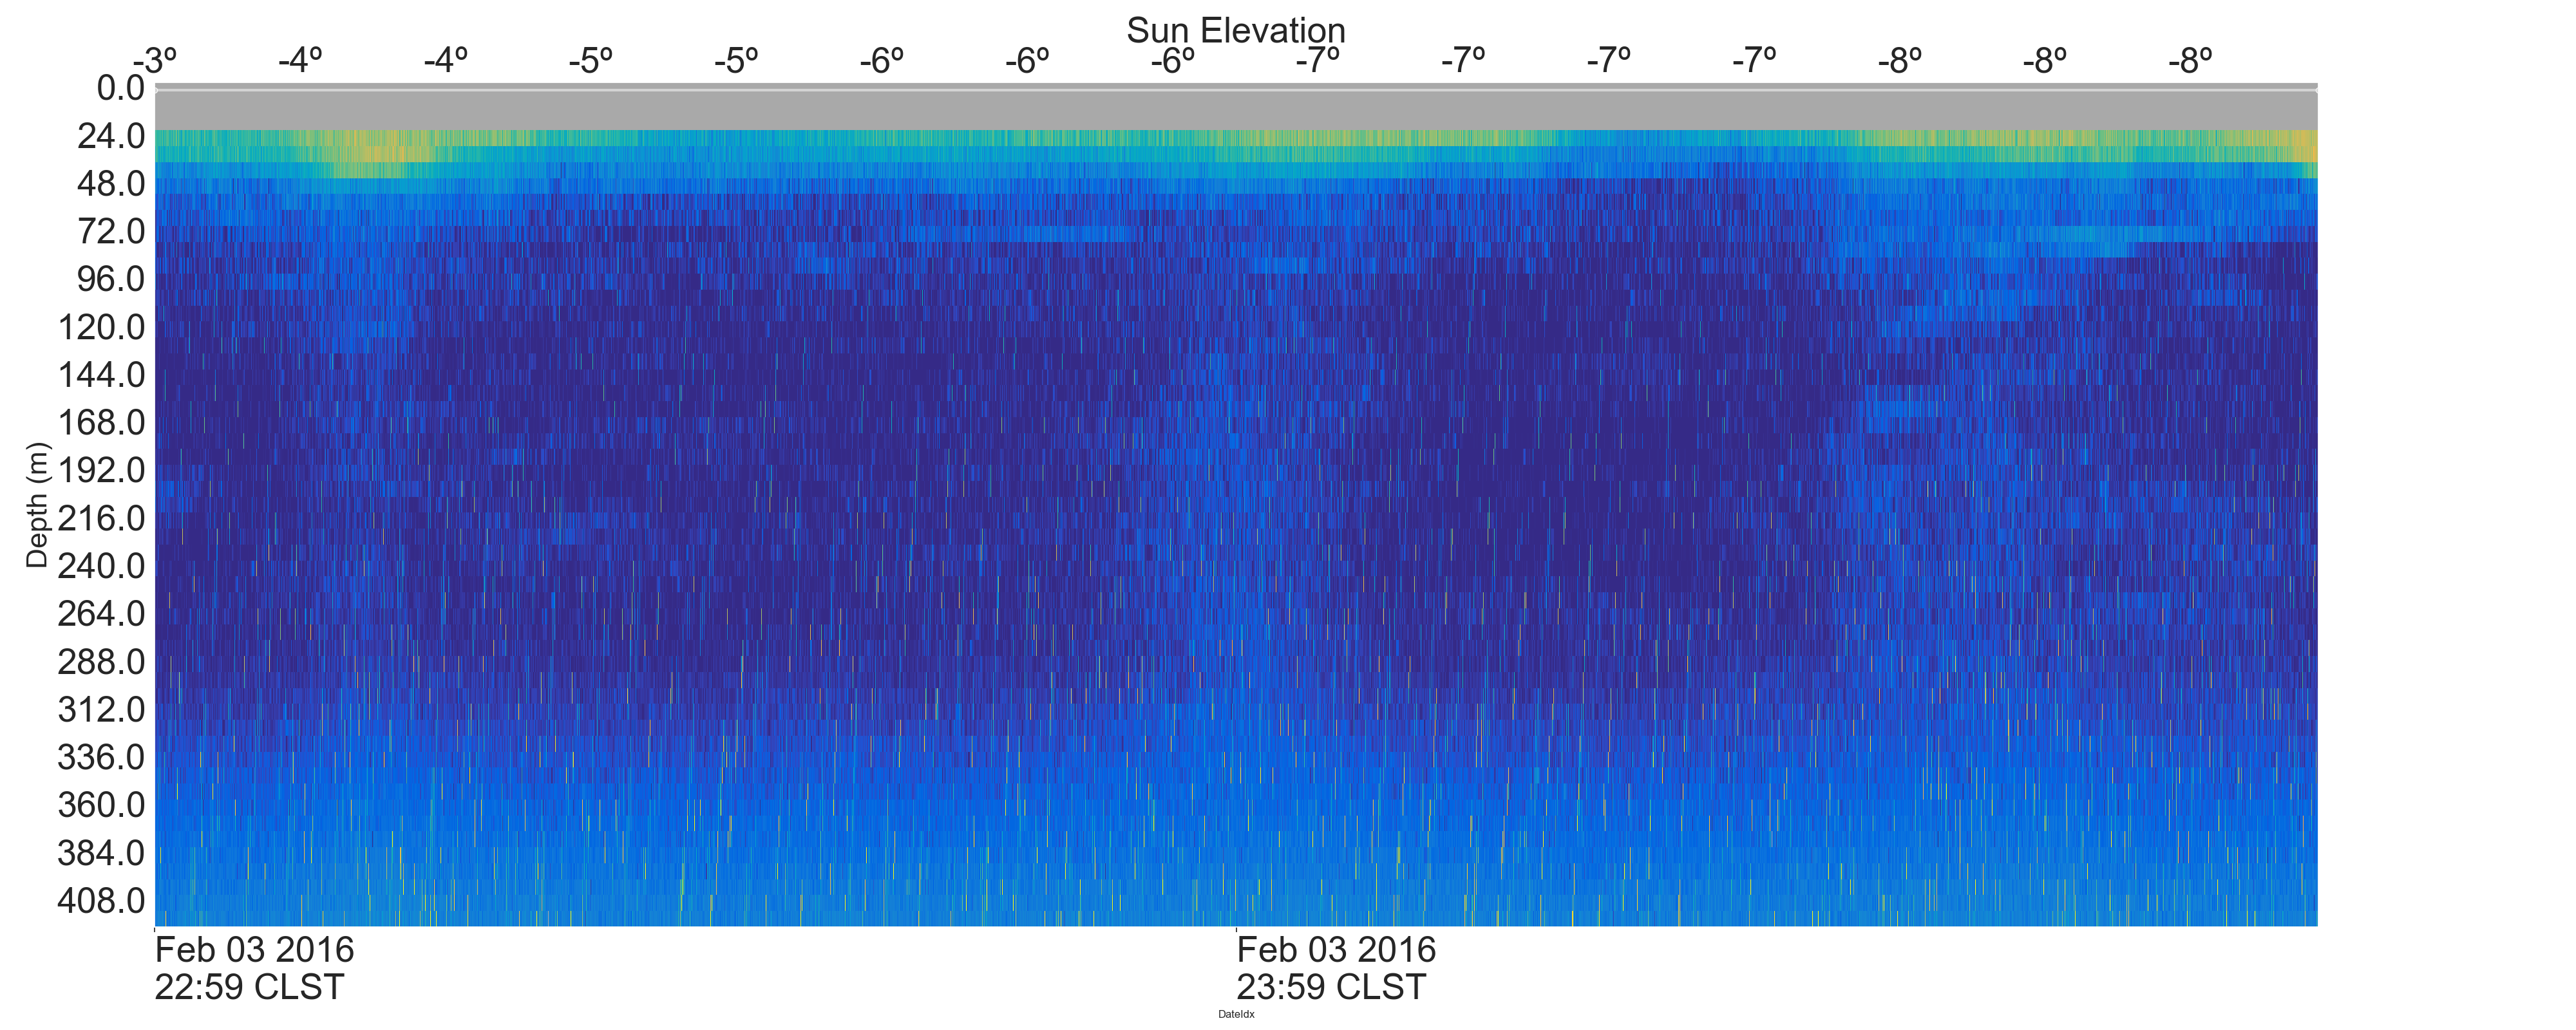 Sun Elevation
-3º -4º -4º -5º -5º -6º -6º -6º -7º -7º -7º -7º -8º -8º -8º
0.0
24.0
48.0
72.0
96.0
120.0
144.0
168.0
192.0
216.0
240.0
264.0
288.0
312.0
336.0
360.0
384.0
408.0
Depth (m)
Feb 03 2016
22:59 CLST
Feb 03 2016
23:59 CLST
DateIdx